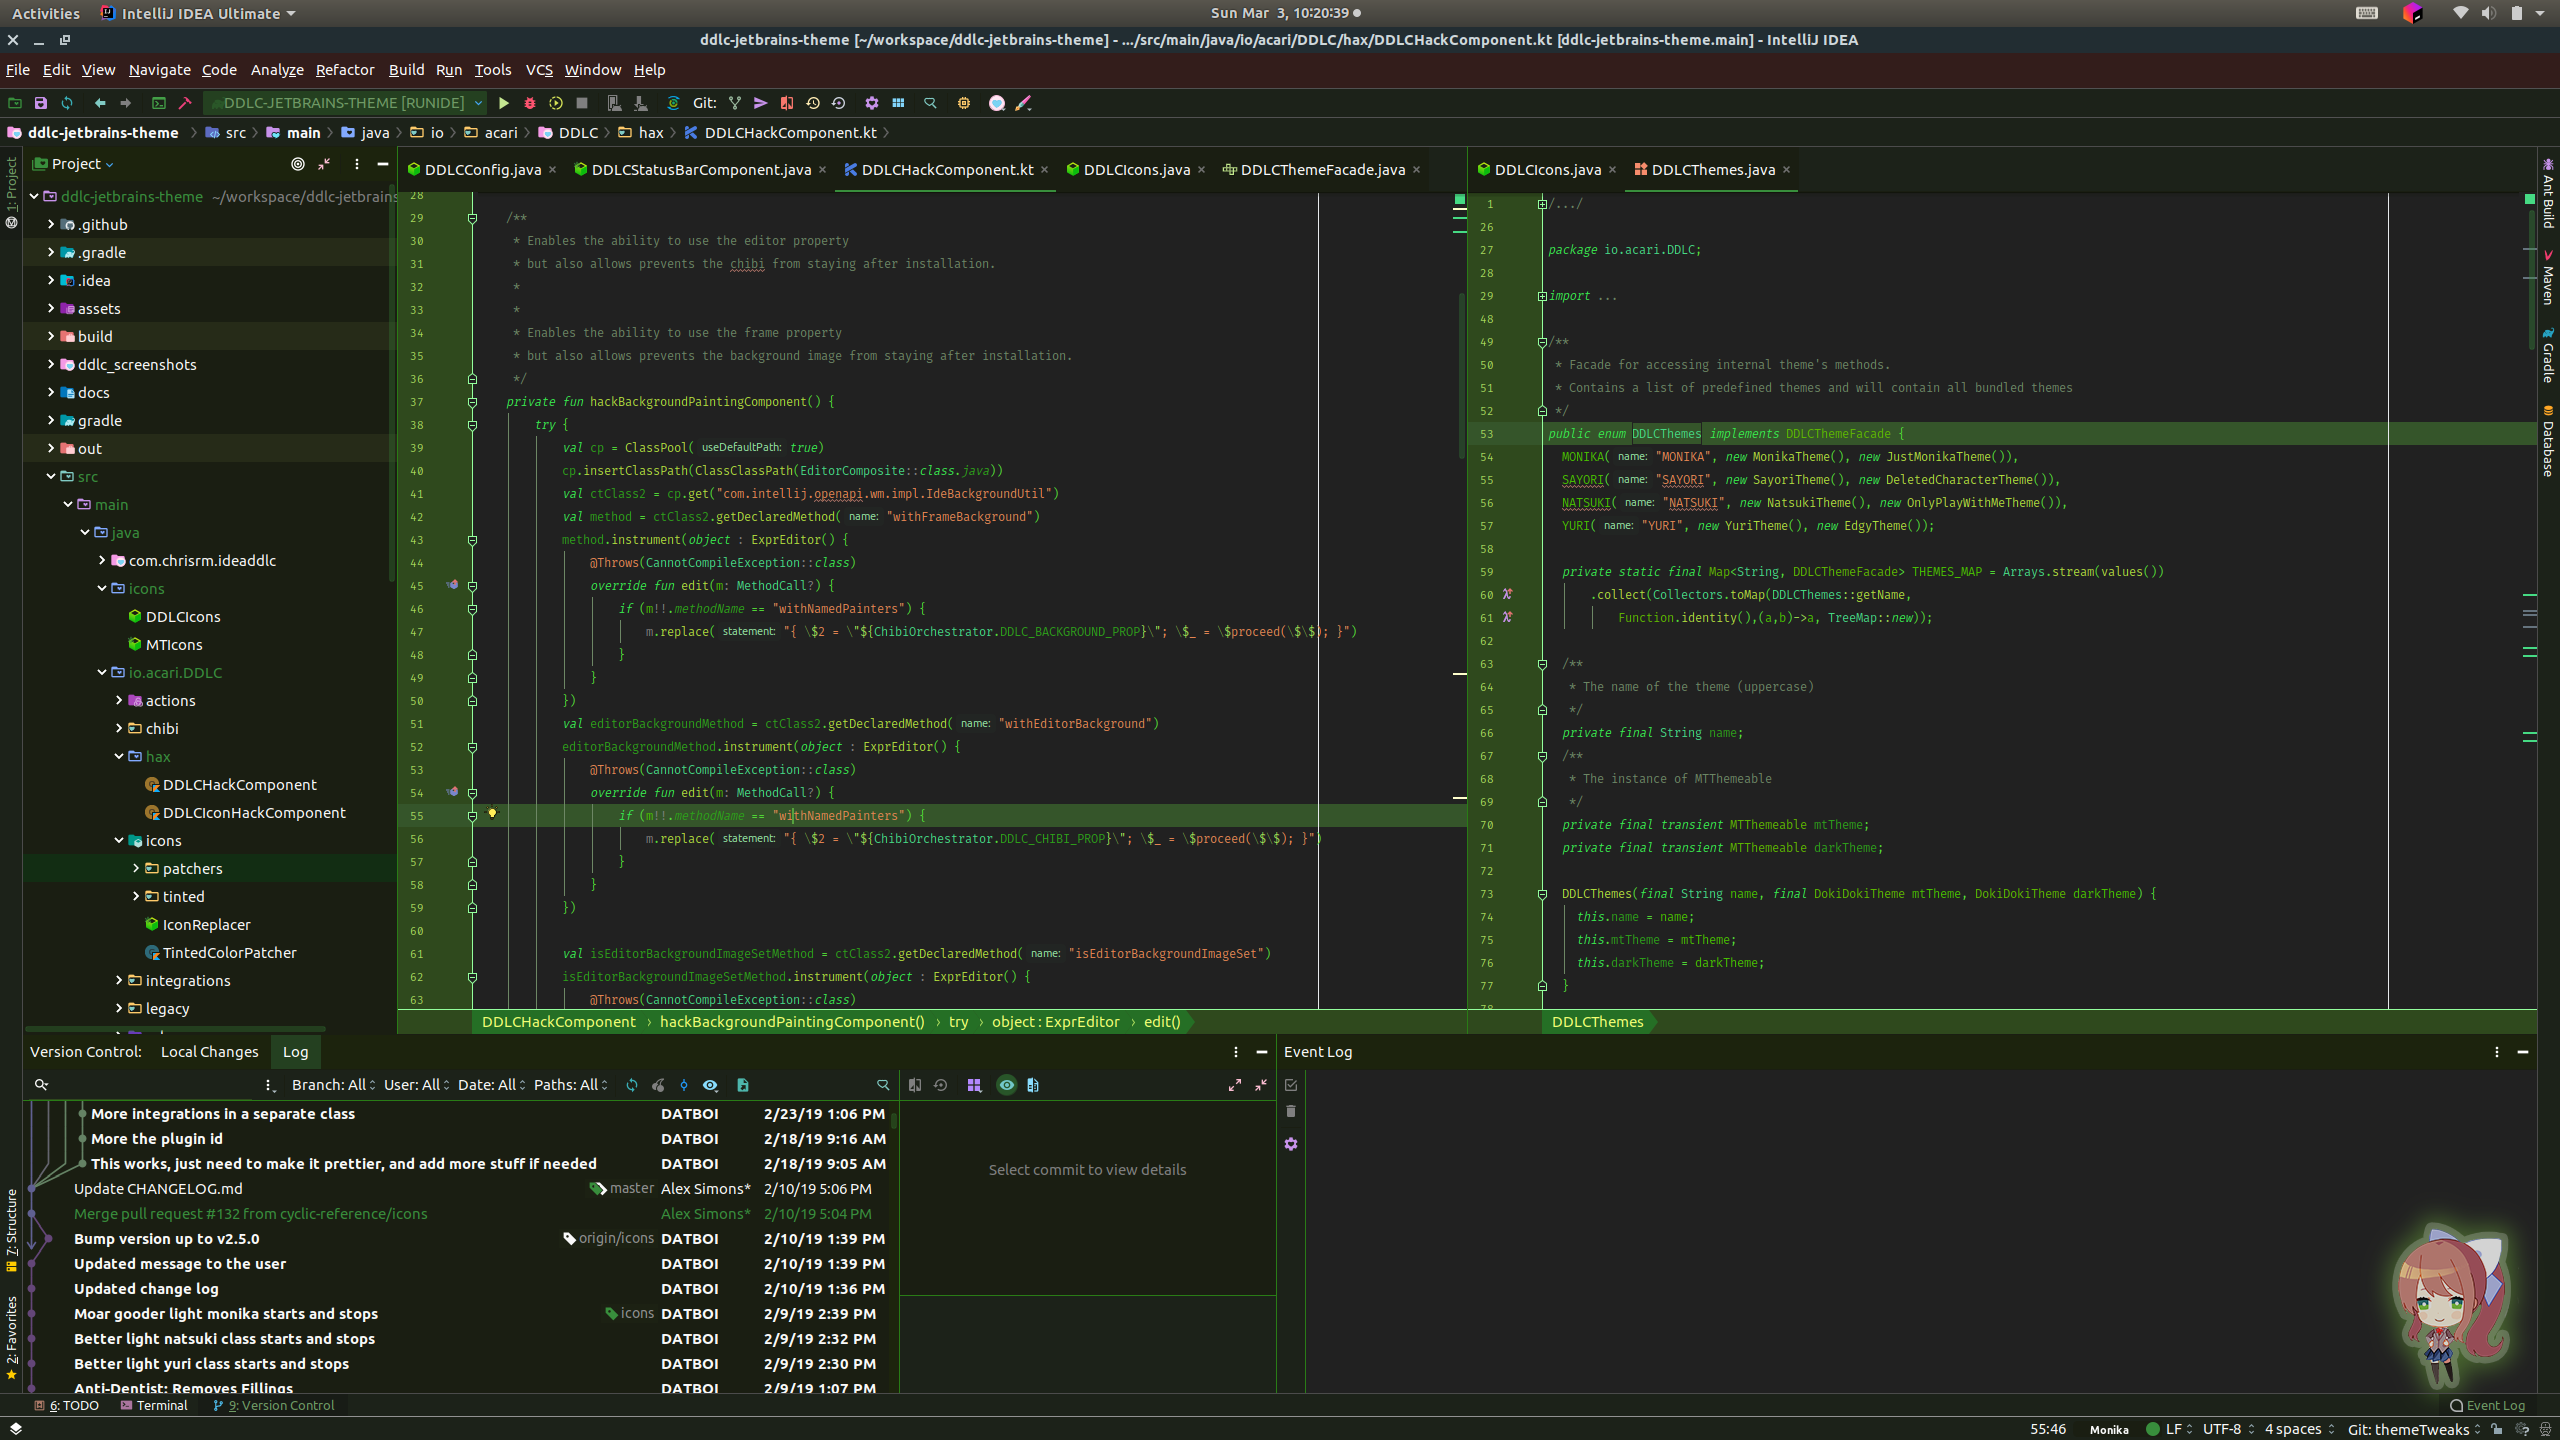 Activities IntelliJ IDEA Ultimate
Sun Mar 3, 10:20:39
ddlc-jetbrains-theme [~/workspace/ddlc-jetbrains-theme] - .../src/main/java/io/acari/DDLC/hax/DDLCHackComponent.kt [ddlc-jetbrains-theme.main] - IntelliJ IDEA
File Edit View Navigate Code Analyze Refactor Build Run Tools VCS Window Help
DDLC-JETBRAINS-THEME [RUNIDE] Git:
ddlc-jetbrains-theme src main java io acari DDLC hax DDLCHackComponent.kt
1: Project
7: Structure
2: Favorites
Project
ddlc-jetbrains-theme ~/workspace/ddlc-jetbrains
.github
.gradle
.idea
assets
build
ddlc_screenshots
docs
gradle
out
src
main
java
com.chrisrm.ideaddlc
icons
DDLCIcons
MTIcons
io.acari.DDLC
actions
chibi
hax
DDLCHackComponent
DDLCIconHackComponent
icons
patchers
tinted
IconReplacer
TintedColorPatcher
integrations
legacy
DDLCConfig.java DDLCStatusBarComponent.java DDLCHackComponent.kt DDLCIcons.java DDLCThemeFacade.java
28
29 /**
30 * Enables the ability to use the editor property
31 * but also allows prevents the chibi from staying after installation.
32 *
33 *
34 * Enables the ability to use the frame property
35 * but also allows prevents the background image from staying after installation.
36 */
37 private fun hackBackgroundPaintingComponent() {
38 try {
39 val cp = ClassPool( useDefaultPath: true)
40 cp.insertClassPath(ClassClassPath(EditorComposite::class.java))
41 val ctClass2 = cp.get("com.intellij.openapi.wm.impl.IdeBackgroundUtil")
42 val method = ctClass2.getDeclaredMethod( name: "withFrameBackground")
43 method.instrument(object : ExprEditor() {
44 @Throws(CannotCompileException::class)
45 override fun edit(m: MethodCall?) {
46 if (m!!.methodName == "withNamedPainters") {
47 m.replace( statement: "{ \$2 = \"${ChibiOrchestrator.DDLC_BACKGROUND_PROP}\"; \$_ = \$proceed(\$\$); }")
48 }
49 }
50 })
51 val editorBackgroundMethod = ctClass2.getDeclaredMethod( name: "withEditorBackground")
52 editorBackgroundMethod.instrument(object : ExprEditor() {
53 @Throws(CannotCompileException::class)
54 override fun edit(m: MethodCall?) {
55 if (m!!.methodName == "withNamedPainters") {
56 m.replace( statement: "{ \$2 = \"${ChibiOrchestrator.DDLC_CHIBI_PROP}\"; \$_ = \$proceed(\$\$); }")
57 }
58 }
59 })
60
61 val isEditorBackgroundImageSetMethod = ctClass2.getDeclaredMethod( name: "isEditorBackgroundImageSet")
62 isEditorBackgroundImageSetMethod.instrument(object : ExprEditor() {
63 @Throws(CannotCompileException::class)
DDLCHackComponent › hackBackgroundPaintingComponent() › try › object : ExprEditor › edit()
DDLCIcons.java DDLCThemes.java
1 /.../
26
27 package io.acari.DDLC;
28
29 import ...
48
49 /**
50 * Facade for accessing internal theme's methods.
51 * Contains a list of predefined themes and will contain all bundled themes
52 */
53 public enum DDLCThemes implements DDLCThemeFacade {
54 MONIKA( name: "MONIKA", new MonikaTheme(), new JustMonikaTheme()),
55 SAYORI( name: "SAYORI", new SayoriTheme(), new DeletedCharacterTheme()),
56 NATSUKI( name: "NATSUKI", new NatsukiTheme(), new OnlyPlayWithMeTheme()),
57 YURI( name: "YURI", new YuriTheme(), new EdgyTheme());
58
59 private static final Map<String, DDLCThemeFacade> THEMES_MAP = Arrays.stream(values())
60 .collect(Collectors.toMap(DDLCThemes::getName,
61 Function.identity(),(a,b)->a, TreeMap::new));
62
63 /**
64 * The name of the theme (uppercase)
65 */
66 private final String name;
67 /**
68 * The instance of MTThemeable
69 */
70 private final transient MTThemeable mtTheme;
71 private final transient MTThemeable darkTheme;
72
73 DDLCThemes(final String name, final DokiDokiTheme mtTheme, DokiDokiTheme darkTheme) {
74 this.name = name;
75 this.mtTheme = mtTheme;
76 this.darkTheme = darkTheme;
77 }
78
DDLCThemes
Ant Build
Maven
Gradle
Database
Version Control: Local Changes Log
Branch: All User: All Date: All Paths: All
More integrations in a separate class DATBOI 2/23/19 1:06 PM
More the plugin id DATBOI 2/18/19 9:16 AM
This works, just need to make it prettier, and add more stuff if needed DATBOI 2/18/19 9:05 AM
Update CHANGELOG.md master Alex Simons* 2/10/19 5:06 PM
Merge pull request #132 from cyclic-reference/icons Alex Simons* 2/10/19 5:04 PM
Bump version up to v2.5.0 origin/icons DATBOI 2/10/19 1:39 PM
Updated message to the user DATBOI 2/10/19 1:39 PM
Updated change log DATBOI 2/10/19 1:36 PM
Moar gooder light monika starts and stops icons DATBOI 2/9/19 2:39 PM
Better light natsuki class starts and stops DATBOI 2/9/19 2:32 PM
Better light yuri class starts and stops DATBOI 2/9/19 2:30 PM
Anti-Dentist: Removes Fillings DATBOI 2/9/19 1:07 PM
Select commit to view details
Event Log
6: TODO Terminal 9: Version Control Event Log
55:46 Monika LF UTF-8 4 spaces Git: themeTweaks